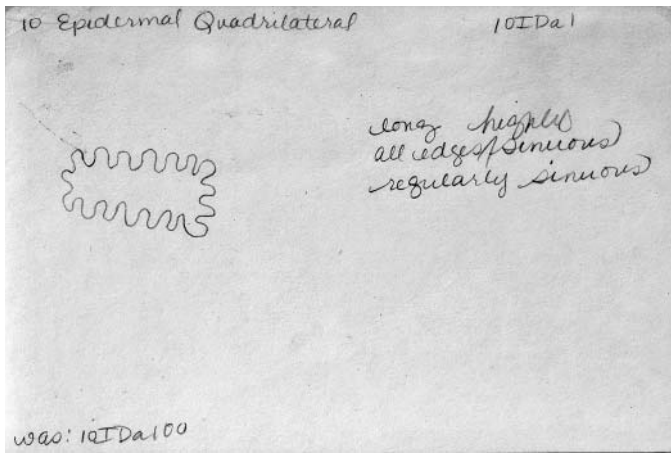 10 Epidermal Quadrilateral
10IDa1
long highly
all edges/sinuous
regularly sinuous
was: 10IDa100